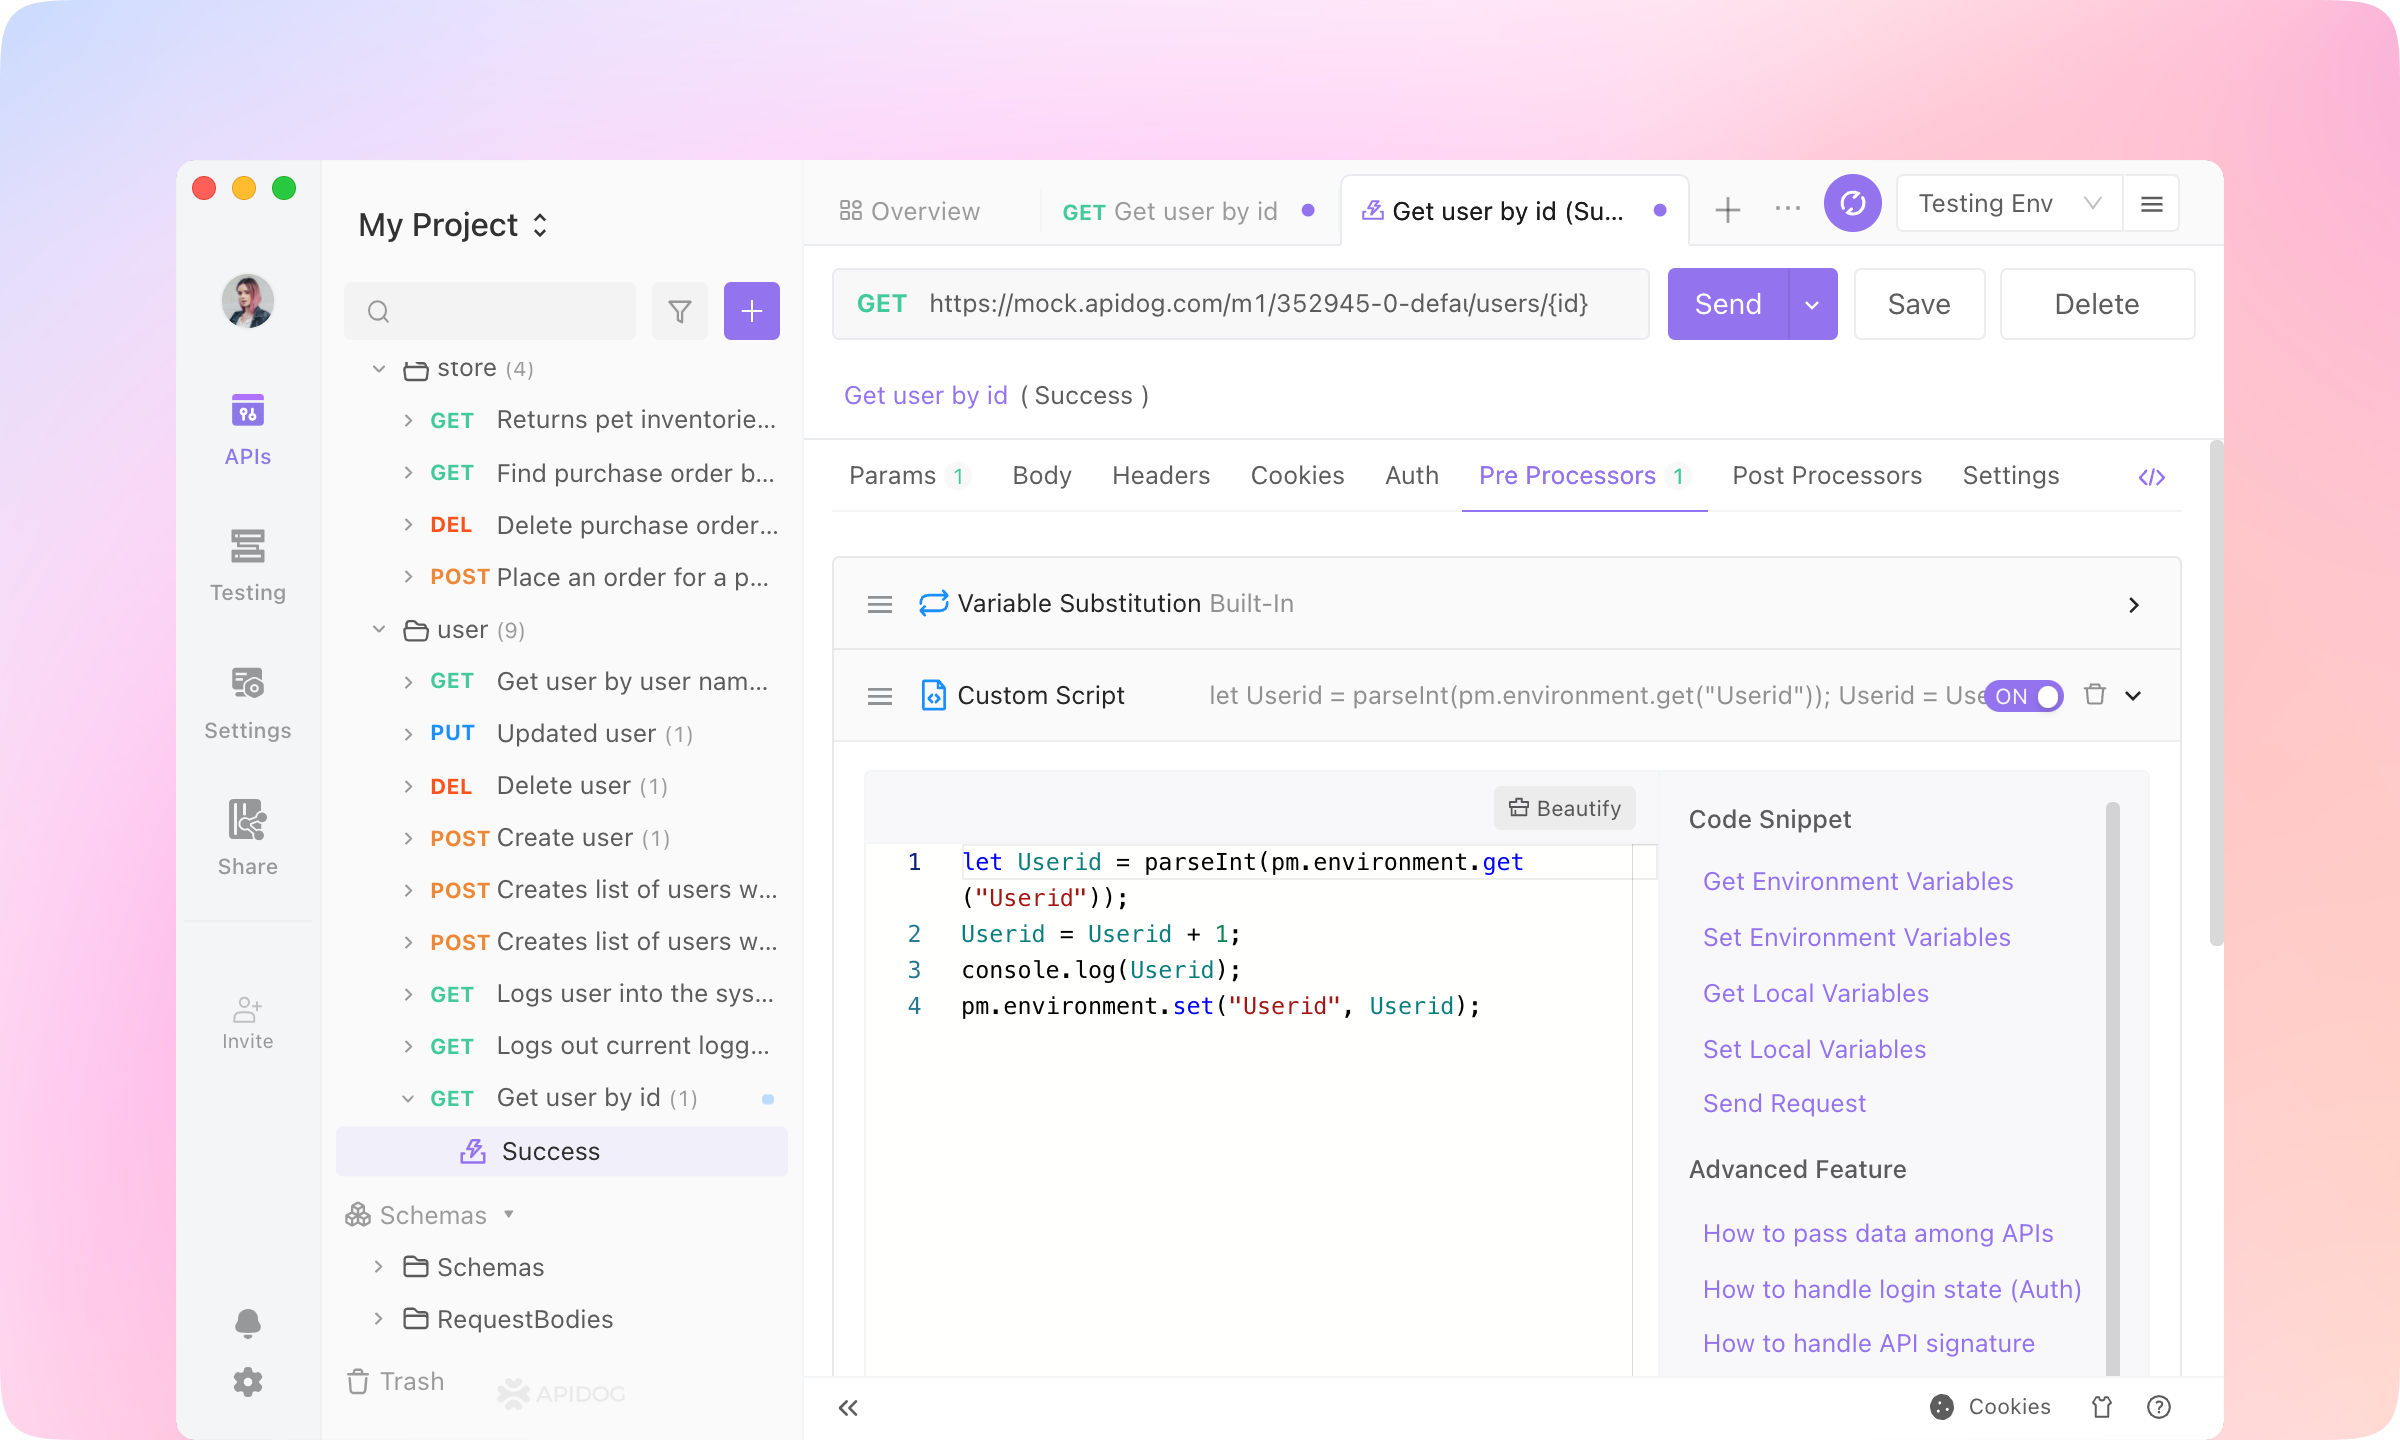 My Project
APIs
Testing
Settings
Share
Invite
store (4)
GET Returns pet inventorie...
GET Find purchase order b...
DEL Delete purchase order...
POST Place an order for a p...
user (9)
GET Get user by user nam...
PUT Updated user (1)
DEL Delete user (1)
POST Create user (1)
POST Creates list of users w...
POST Creates list of users w...
GET Logs user into the sys...
GET Logs out current logg...
GET Get user by id (1)
Success
Schemas
Schemas
RequestBodies
Trash
APIDOG
Overview
GET Get user by id
Get user by id (Su...
Testing Env
GET https://mock.apidog.com/m1/352945-0-defau/users/{id}
Send
Save
Delete
Get user by id ( Success )
Params 1 Body Headers Cookies Auth Pre Processors 1 Post Processors Settings
Variable Substitution Built-In
Custom Script let Userid = parseInt(pm.environment.get("Userid")); Userid = Use ON
Beautify
1 let Userid = parseInt(pm.environment.get
("Userid"));
2 Userid = Userid + 1;
3 console.log(Userid);
4 pm.environment.set("Userid", Userid);
Code Snippet
Get Environment Variables
Set Environment Variables
Get Local Variables
Set Local Variables
Send Request
Advanced Feature
How to pass data among APIs
How to handle login state (Auth)
How to handle API signature
Cookies